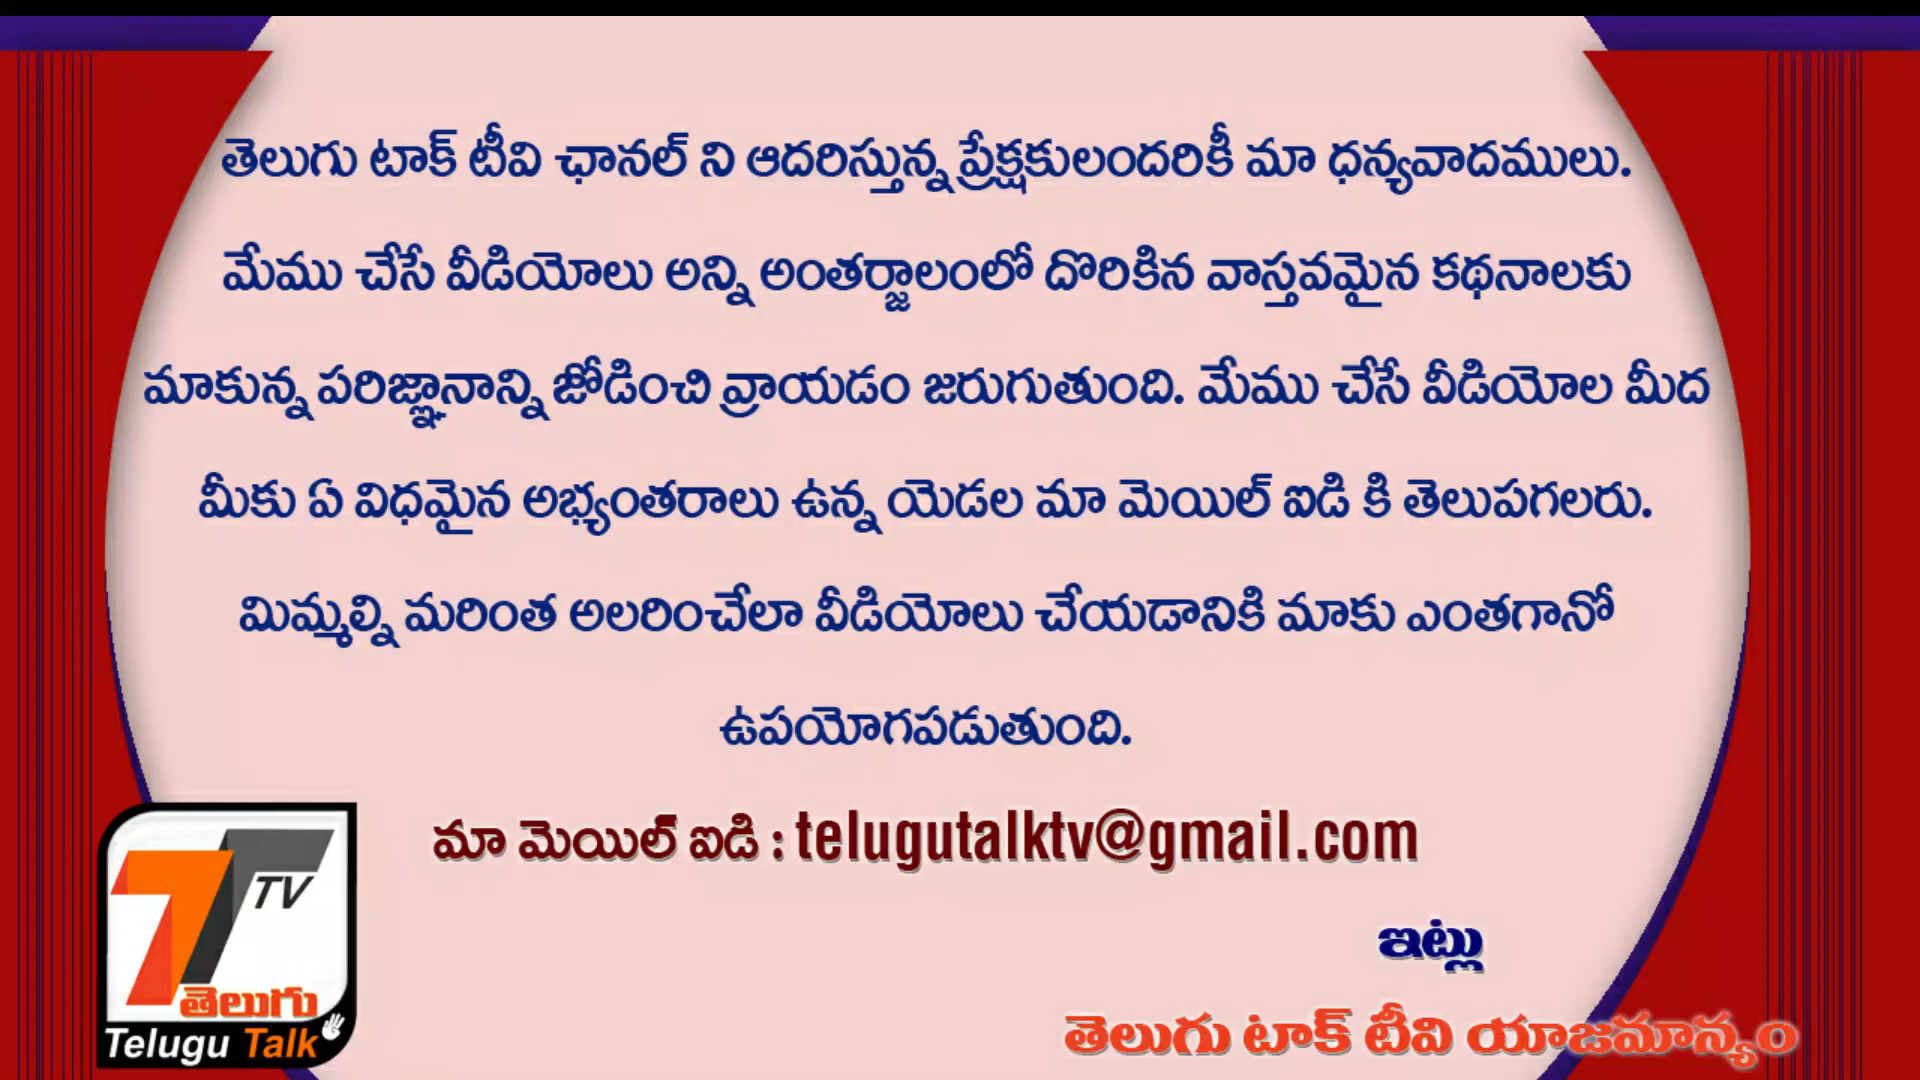 తెలుగు టాక్ టీవి ఛానల్ ని ఆదరిస్తున్న ప్రేక్షకులందరికీ మా ధన్యవాదములు.
మేము చేసే వీడియోలు అన్ని అంతర్జాలంలో దొరికిన వాస్తవమైన కథనాలకు
మాకున్న పరిజ్ఞానాన్ని జోడించి వ్రాయడం జరుగుతుంది. మేము చేసే వీడియోల మీద
మీకు ఏ విధమైన అభ్యంతరాలు ఉన్న యెడల మా మెయిల్ ఐడి కి తెలుపగలరు.
మిమ్మల్ని మరింత అలరించేలా వీడియోలు చేయడానికి మాకు ఎంతగానో
ఉపయోగపడుతుంది.
మా మెయిల్ ఐడి : telugutalktv@gmail.com
ఇట్లు
తెలుగు టాక్ టీవి యాజమాన్యం
TV
తెలుగు
Telugu Talk